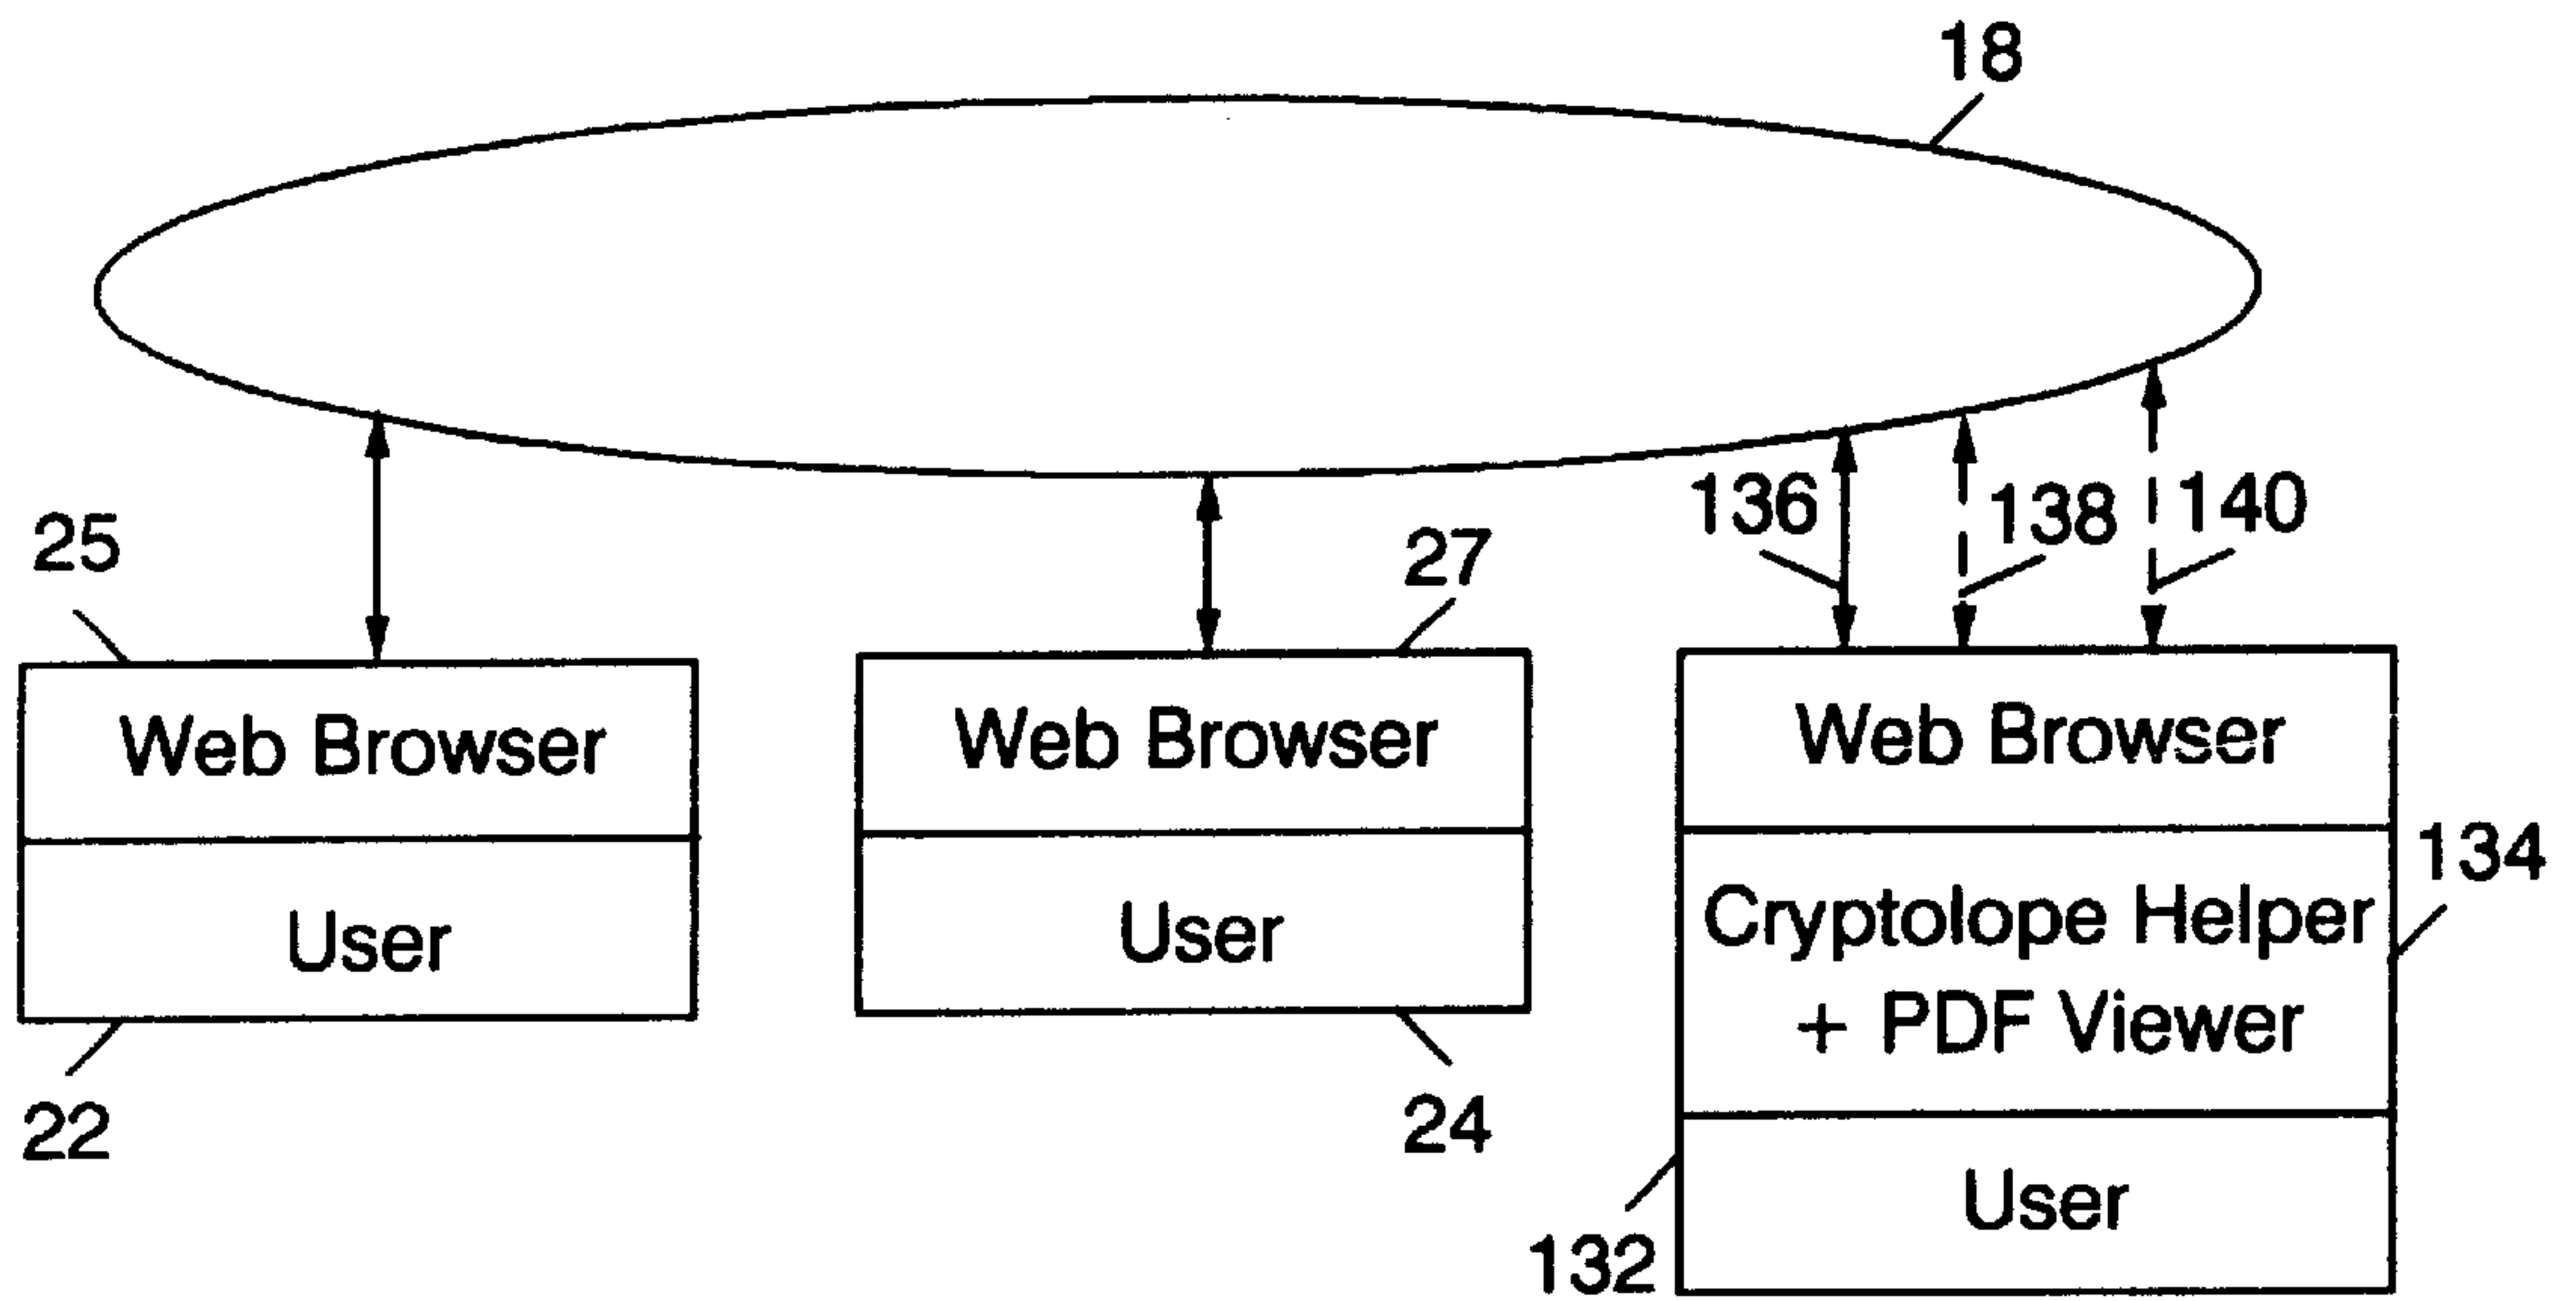 18
136
138
140
25
27
Web Browser
Web Browser
Web Browser
134
Cryptolope Helper
+ PDF Viewer
User
User
22
24
User
132